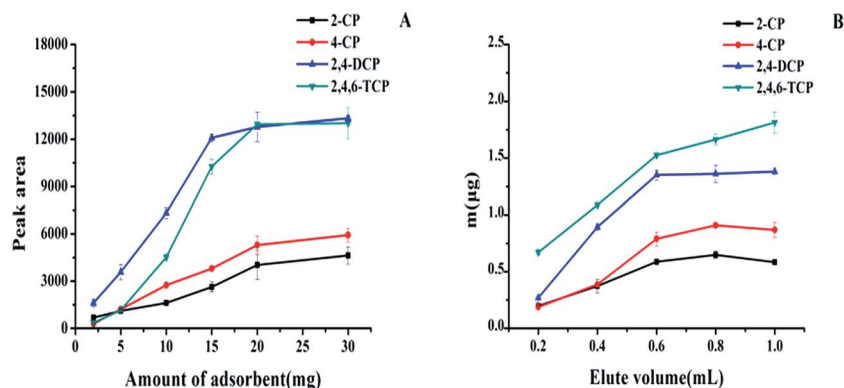 A
2-CP
4-CP
2,4-DCP
2,4,6-TCP
18000
15000
12000
9000
6000
3000
0
Peak area
0 5 10 15 20 25 30
Amount of adsorbent(mg)
B
2-CP
4-CP
2,4-DCP
2,4,6-TCP
2.5
2.0
1.5
1.0
0.5
0.0
m(μg)
0.2 0.4 0.6 0.8 1.0
Elute volume(mL)